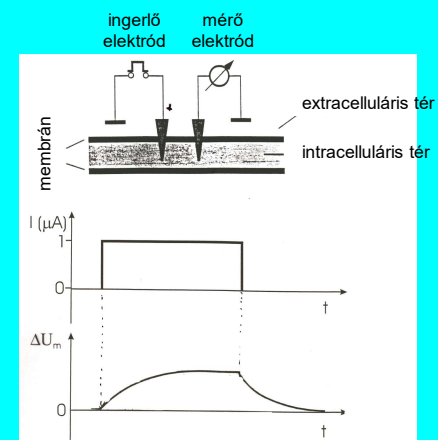 ingerlő
elektród
mérő
elektród
extracelluláris tér
intracelluláris tér
membrán
I (μA)
1
0
t
ΔUm
0
t